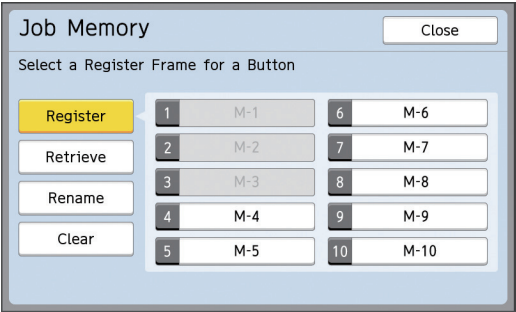 Job Memory
Close
Select a Register Frame for a Button
Register
Retrieve
Rename
Clear
1 M-1
2 M-2
3 M-3
4 M-4
5 M-5
6 M-6
7 M-7
8 M-8
9 M-9
10 M-10